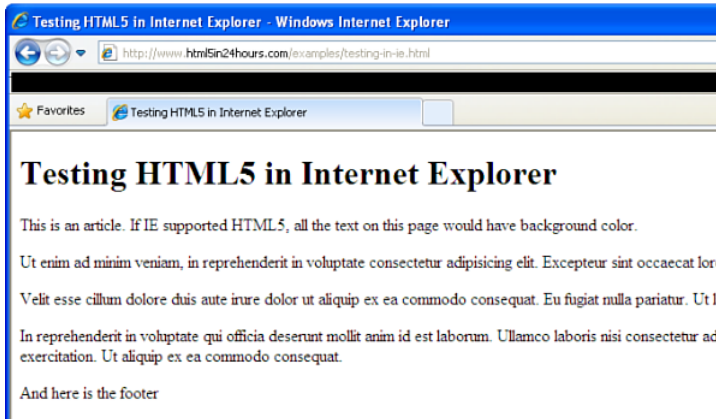 Testing HTML5 in Internet Explorer - Windows Internet Explorer
http://www.html5in24hours.com/examples/testing-in-ie.html
Favorites Testing HTML5 in Internet Explorer
Testing HTML5 in Internet Explorer
This is an article. If IE supported HTML5, all the text on this page would have background color.
Ut enim ad minim veniam, in reprehenderit in voluptate consectetur adipisicing elit. Excepteur sint occaecat lor
Velit esse cillum dolore duis aute irure dolor ut aliquip ex ea commodo consequat. Eu fugiat nulla pariatur. Ut l
In reprehenderit in voluptate qui officia deserunt mollit anim id est laborum. Ullamco laboris nisi consectetur ad
exercitation. Ut aliquip ex ea commodo consequat.
And here is the footer